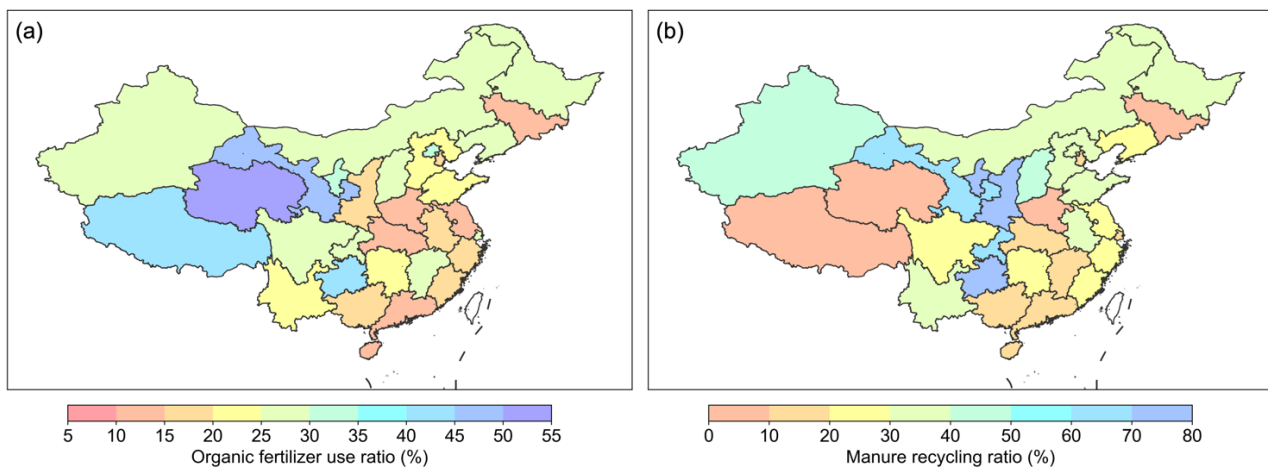 (a)
(b)
5 10 15 20 25 30 35 40 45 50 55
Organic fertilizer use ratio (%)
0 10 20 30 40 50 60 70 80
Manure recycling ratio (%)